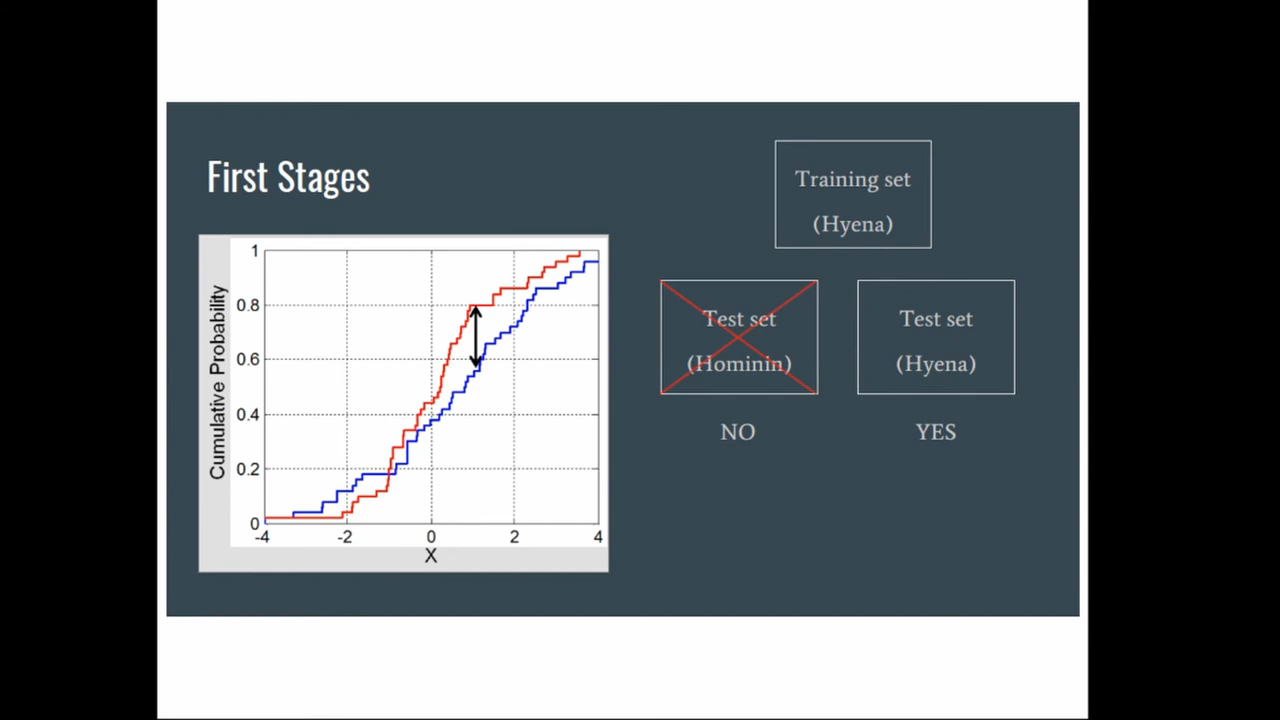 First Stages
Cumulative Probability
1
0.8
0.6
0.4
0.2
0
-4 -2 0 2 4
X
Training set
(Hyena)
Test set
(Hominin)
NO
Test set
(Hyena)
YES